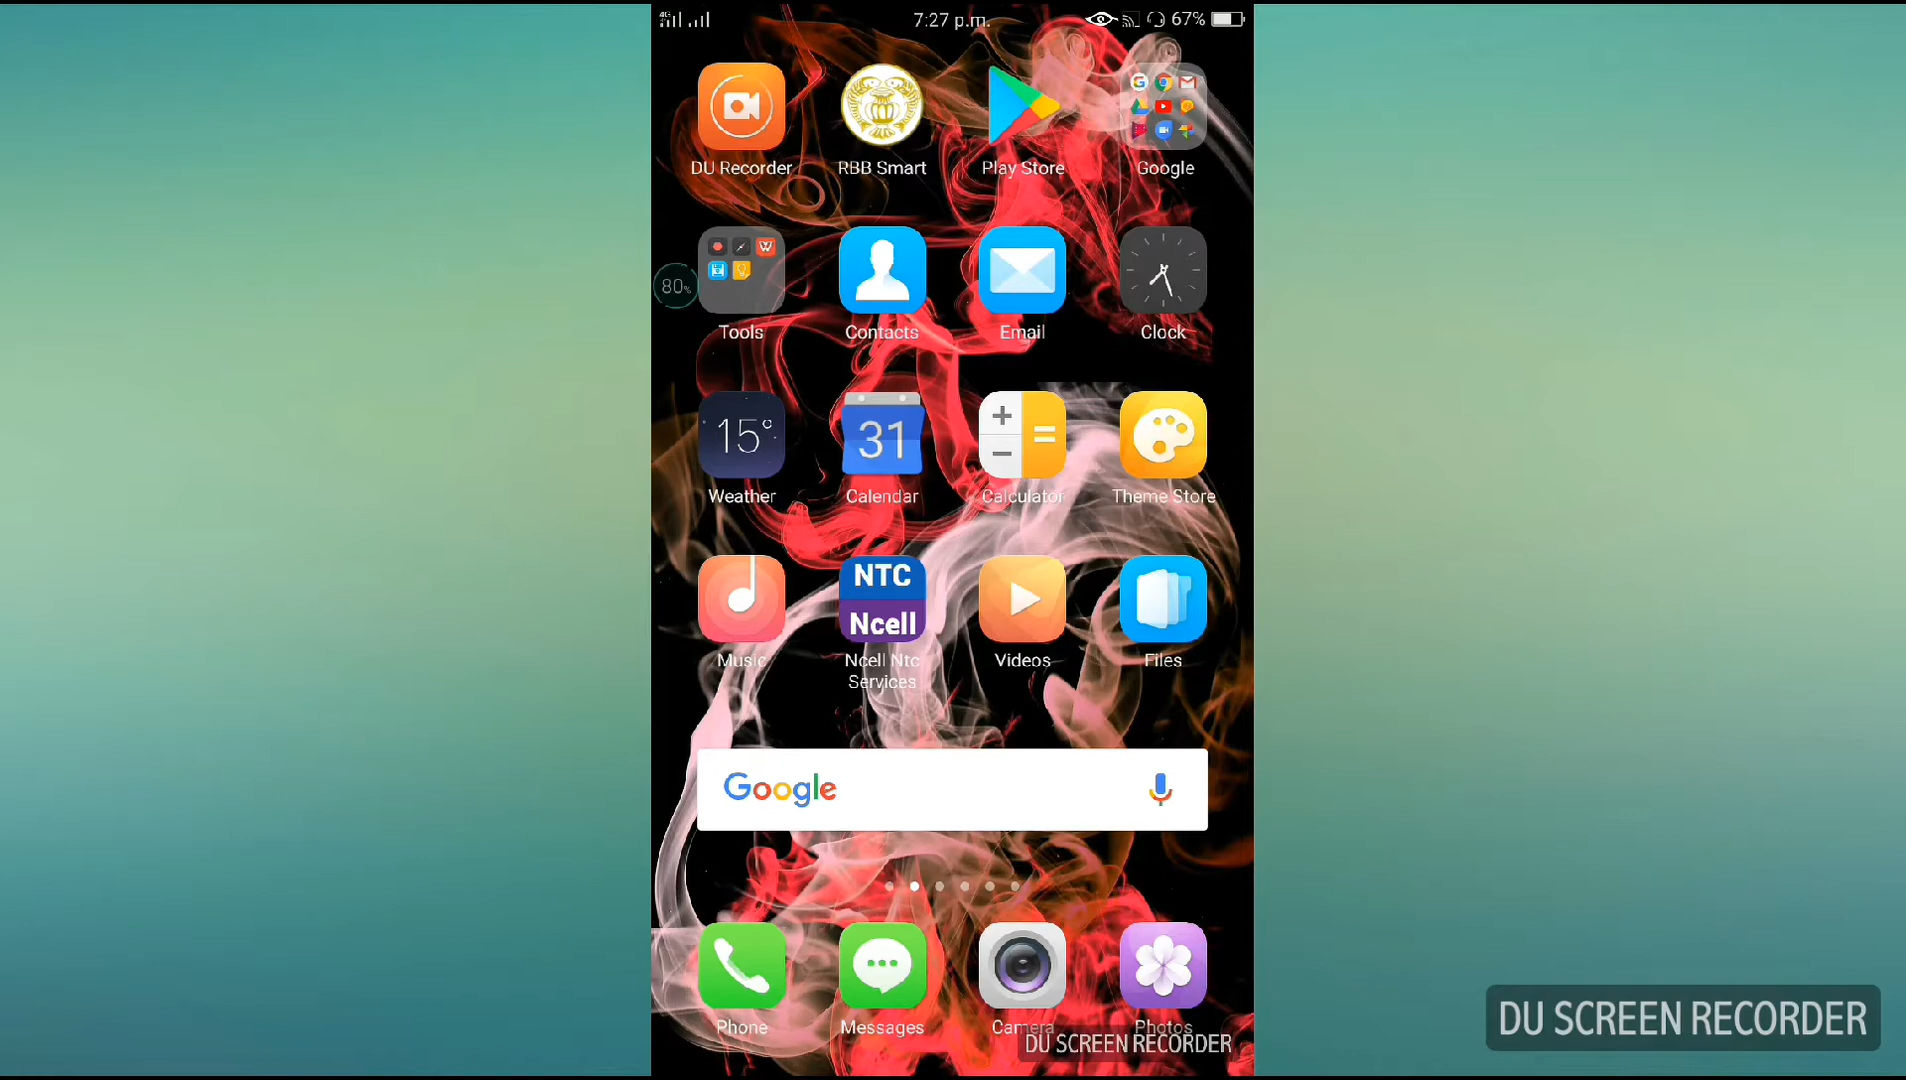 4G 7:27 p.m. 67%
DU Recorder RBB Smart Play Store Google
80%
Tools Contacts Email Clock
15° 31
Weather Calendar Calculator Theme Store
NTC
Ncell
Music Ncell Ntc Videos Files
Services
Google
Phone Messages Camera Photos
DU SCREEN RECORDER
DU SCREEN RECORDER